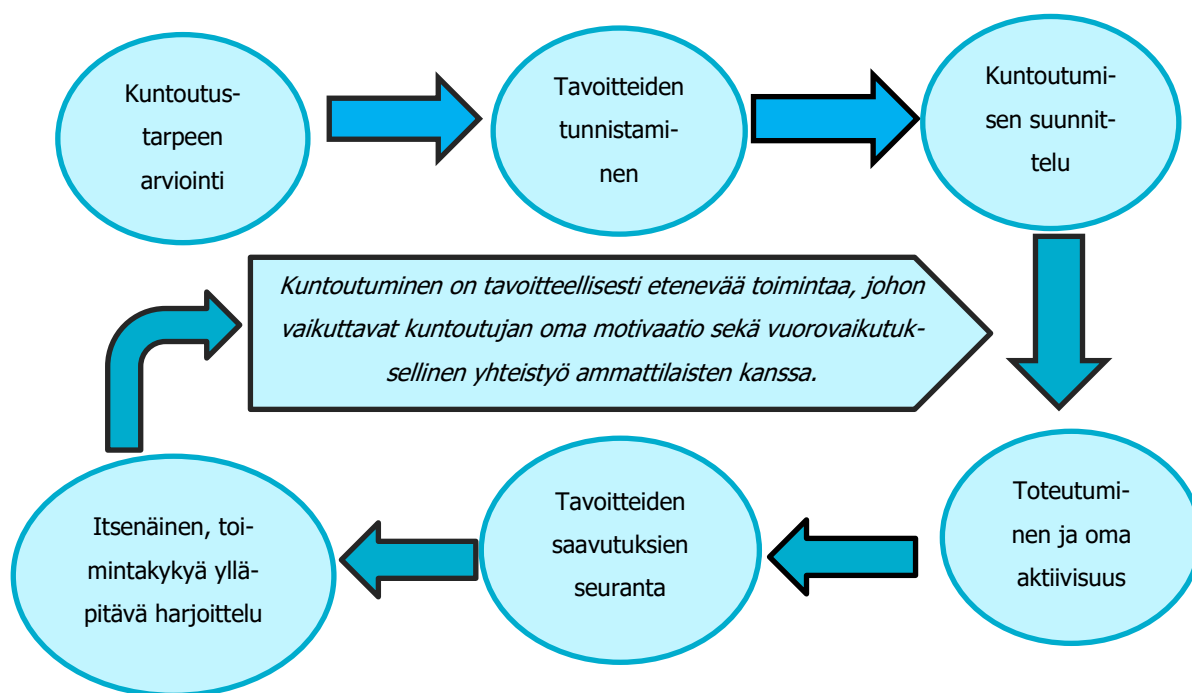 Kuntoutus-
tarpeen
arviointi
Tavoitteiden
tunnistami-
nen
Kuntoutumi-
sen suunnit-
telu
Kuntoutuminen on tavoitteellisesti etenevää toimintaa, johon
vaikuttavat kuntoutujan oma motivaatio sekä vuorovaikutuk-
sellinen yhteistyö ammattilaisten kanssa.
Toteutumi-
nen ja oma
aktiivisuus
Tavoitteiden
saavutuksien
seuranta
Itsenäinen, toi-
mintakykyä yllä-
pitävä harjoittelu